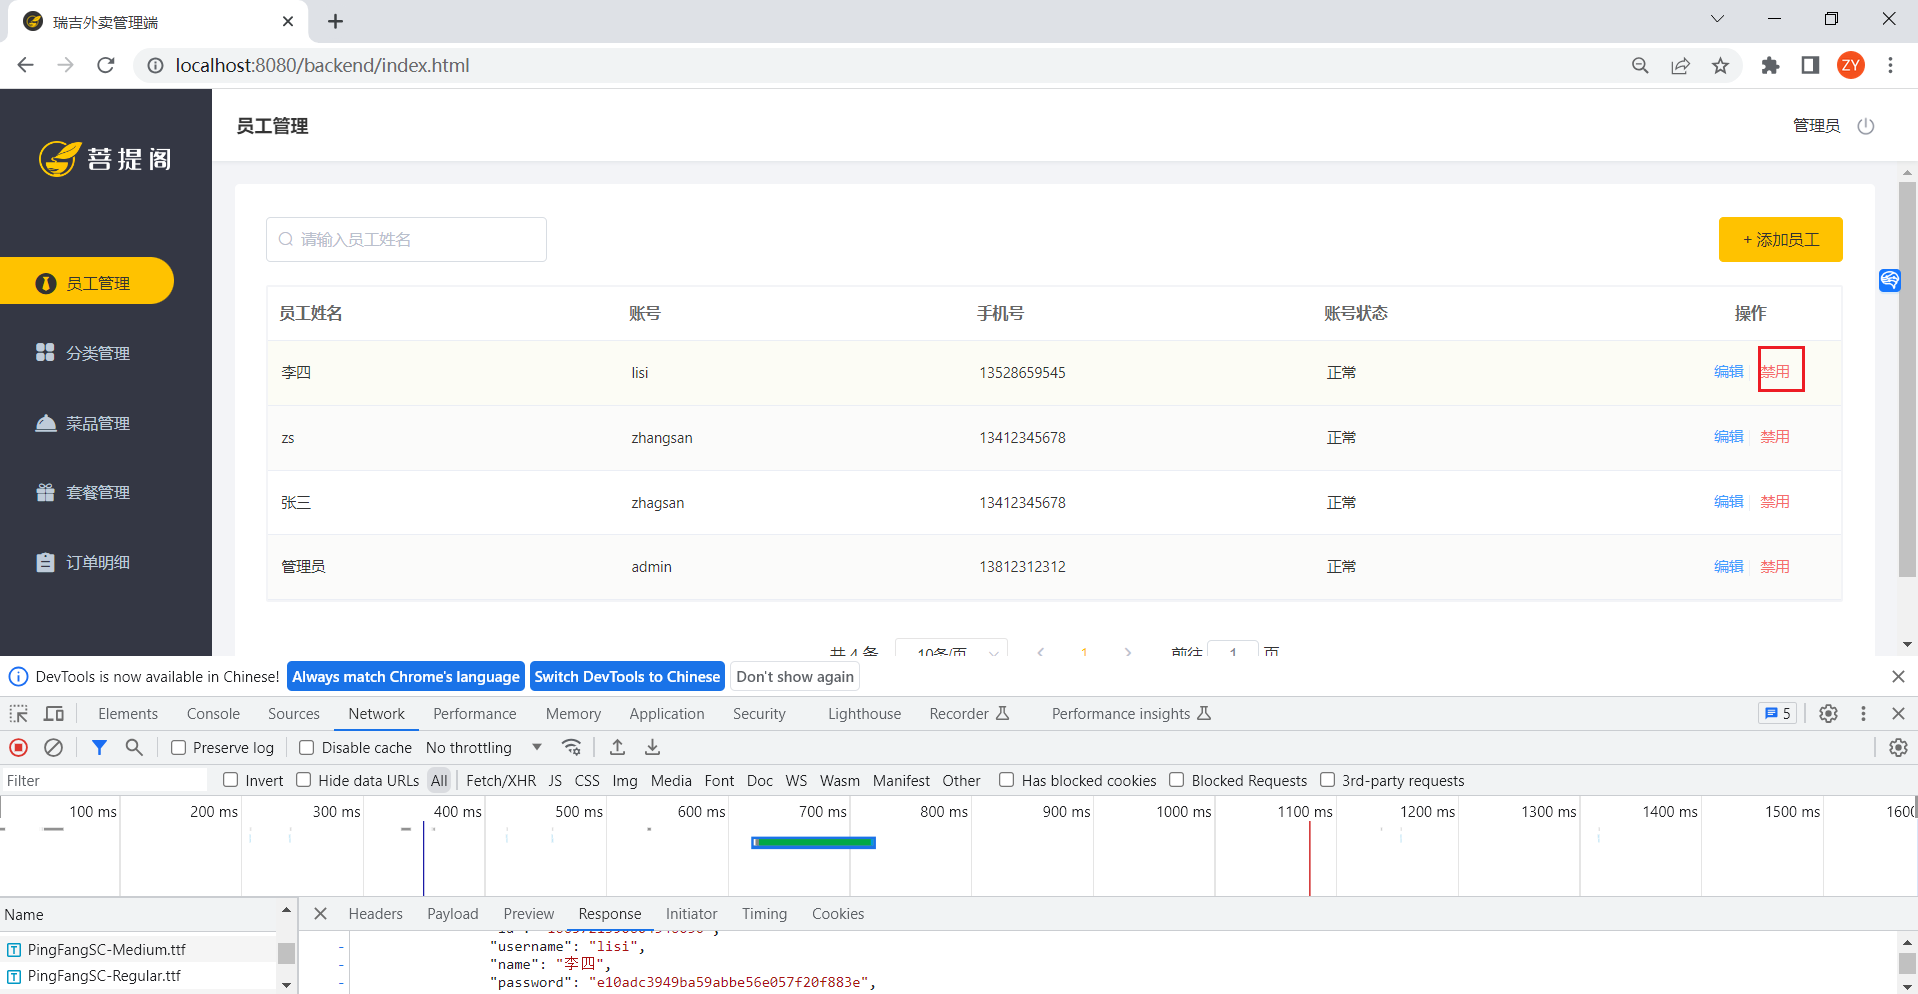 瑞吉外卖管理端
localhost:8080/backend/index.html
ZY
菩提阁
员工管理
管理员
员工管理
分类管理
菜品管理
套餐管理
订单明细
请输入员工姓名
+ 添加员工
员工姓名 账号 手机号 账号状态 操作
李四 lisi 13528659545 正常 编辑 禁用
zs zhangsan 13412345678 正常 编辑 禁用
张三 zhagsan 13412345678 正常 编辑 禁用
管理员 admin 13812312312 正常 编辑 禁用
共 4 条 10条/页 1 前往 1 页
DevTools is now available in Chinese! Always match Chrome's language Switch DevTools to Chinese Don't show again
Elements Console Sources Network Performance Memory Application Security Lighthouse Recorder Performance insights 5
Preserve log Disable cache No throttling
Filter Invert Hide data URLs All Fetch/XHR JS CSS Img Media Font Doc WS Wasm Manifest Other Has blocked cookies Blocked Requests 3rd-party requests
100 ms 200 ms 300 ms 400 ms 500 ms 600 ms 700 ms 800 ms 900 ms 1000 ms 1100 ms 1200 ms 1300 ms 1400 ms 1500 ms
Name Headers Payload Preview Response Initiator Timing Cookies
PingFangSC-Medium.ttf
PingFangSC-Regular.ttf
"username": "lisi",
"name": "李四",
"password": "e10adc3949ba59abbe56e057f20f883e",